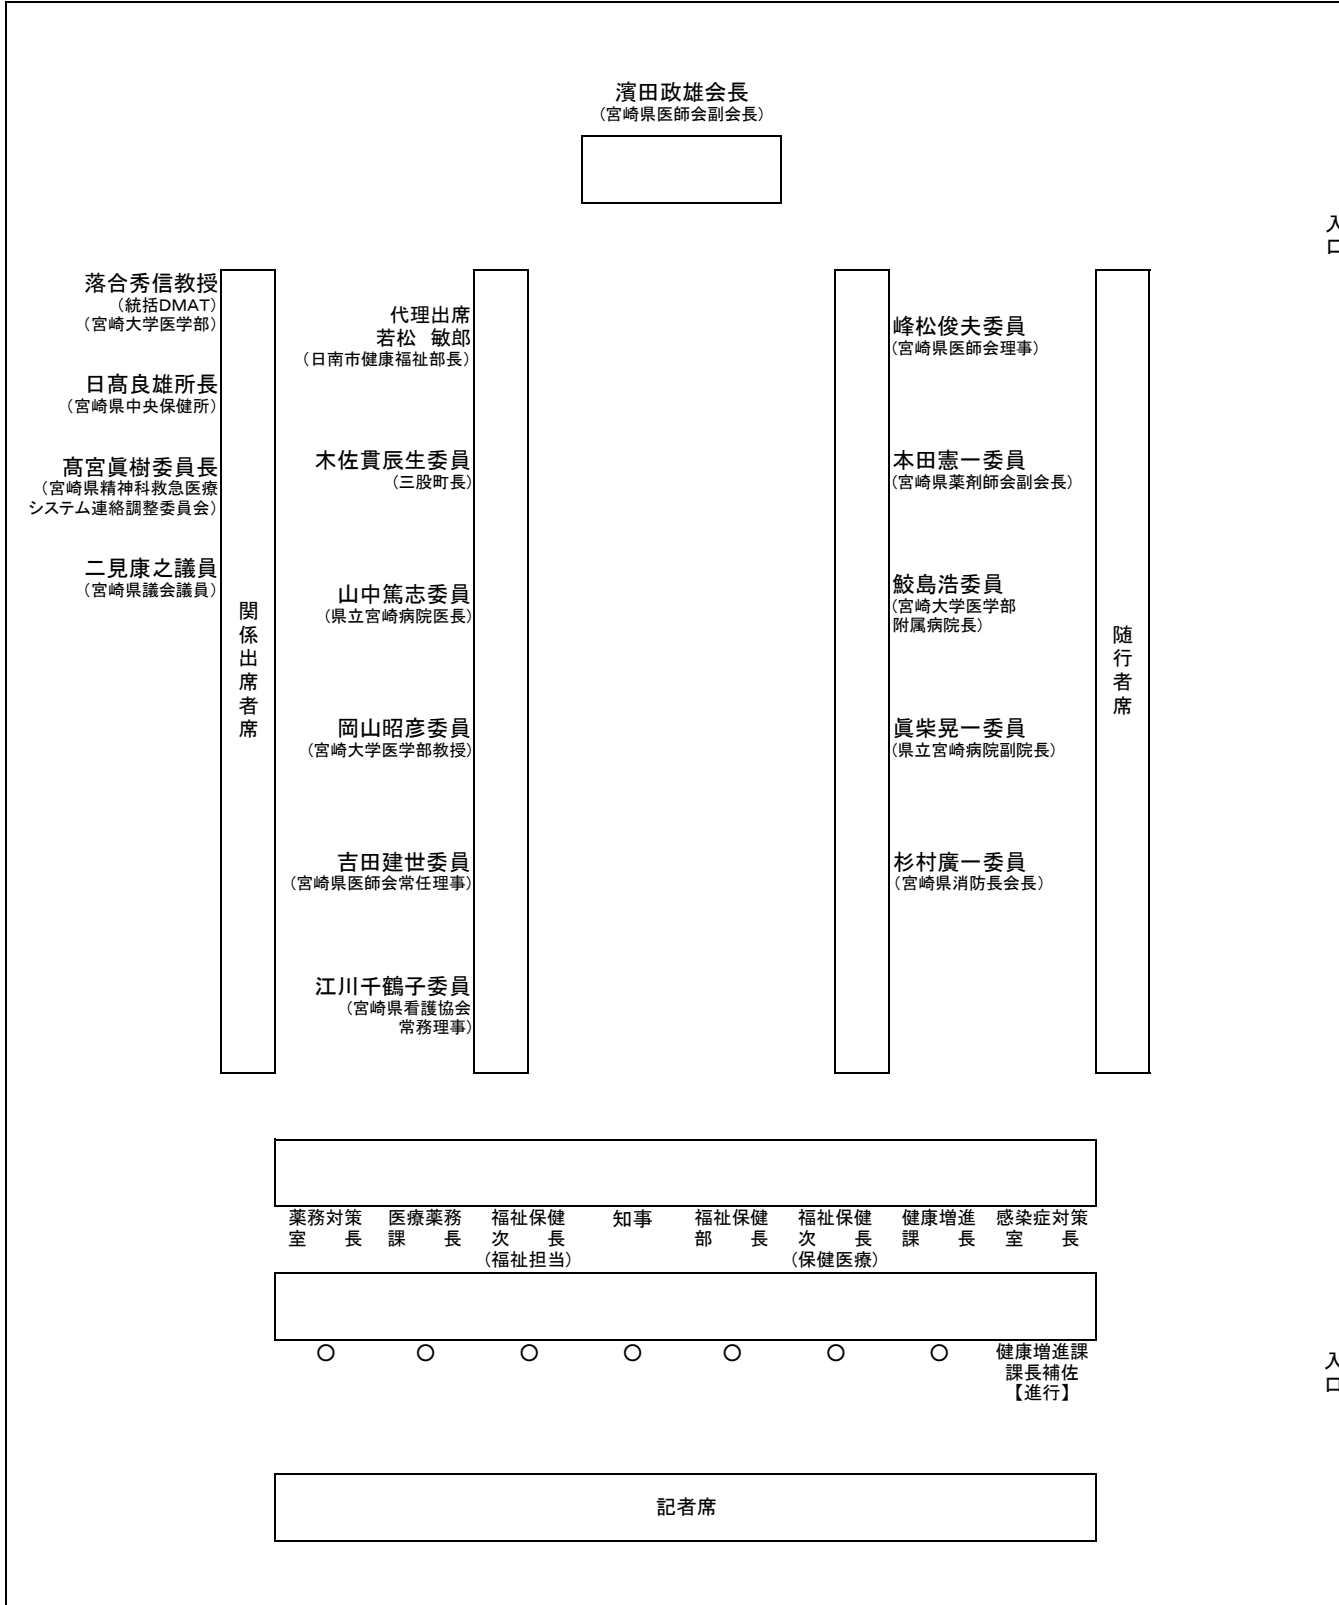 濱田政雄会長
(宮崎県医師会副会長)
入
口
落合秀信教授
(統括DMAT)
(宮崎大学医学部)
日髙良雄所長
(宮崎県中央保健所)
髙宮眞樹委員長
(宮崎県精神科救急医療
システム連絡調整委員会)
二見康之議員
(宮崎県議会議員)
関係出席者席
代理出席
若松 敏郎
(日南市健康福祉部長)
木佐貫辰生委員
(三股町長)
山中篤志委員
(県立宮崎病院医長)
岡山昭彦委員
(宮崎大学医学部教授)
吉田建世委員
(宮崎県医師会常任理事)
江川千鶴子委員
(宮崎県看護協会
常務理事)
峰松俊夫委員
(宮崎県医師会理事)
本田憲一委員
(宮崎県薬剤師会副会長)
鮫島浩委員
(宮崎大学医学部
附属病院長)
眞柴晃一委員
(県立宮崎病院副院長)
杉村廣一委員
(宮崎県消防長会長)
随行者席
薬務対策
室 長
医療薬務
課 長
福祉保健
次 長
(福祉担当)
知事
福祉保健
部 長
福祉保健
次 長
(保健医療)
健康増進
課 長
感染症対策
室 長
○ ○ ○ ○ ○ ○ ○
健康増進課
課長補佐
【進行】
入
口
記者席